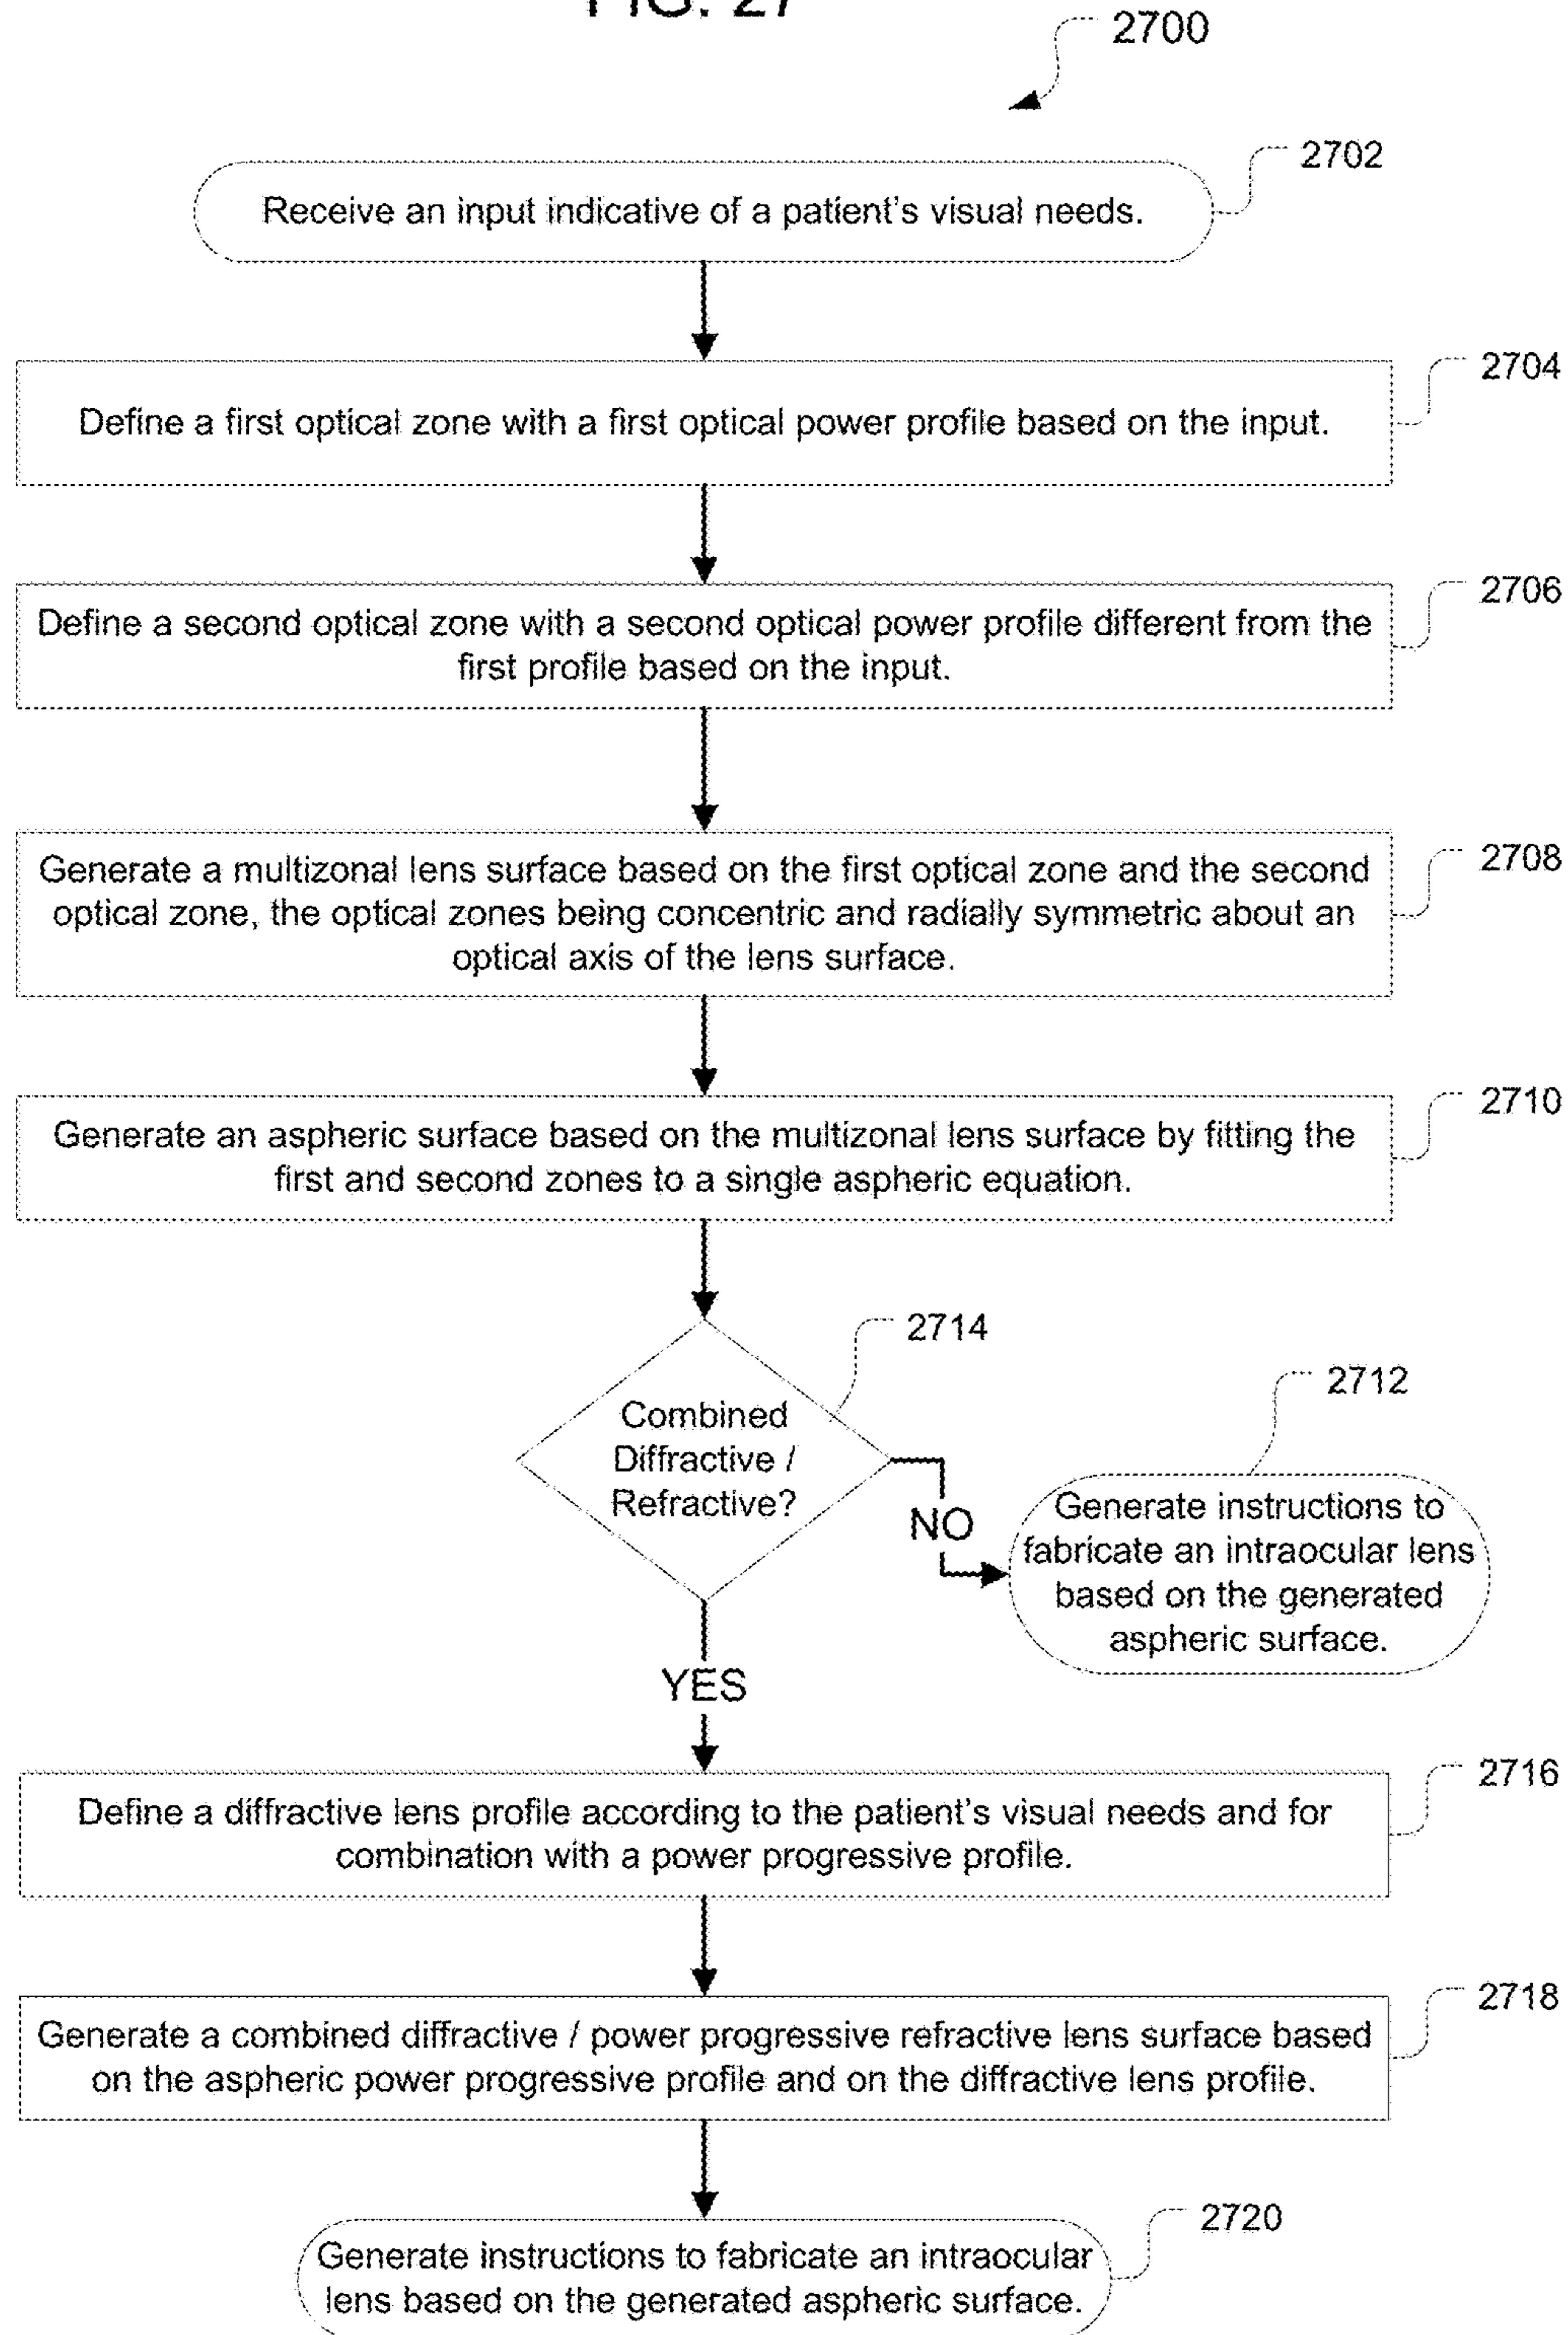 FIG. 27
2700
2702
Receive an input indicative of a patient's visual needs.
2704
Define a first optical zone with a first optical power profile based on the input.
2706
Define a second optical zone with a second optical power profile different from the
first profile based on the input.
2708
Generate a multizonal lens surface based on the first optical zone and the second
optical zone, the optical zones being concentric and radially symmetric about an
optical axis of the lens surface.
2710
Generate an aspheric surface based on the multizonal lens surface by fitting the
first and second zones to a single aspheric equation.
2714
Combined
Diffractive /
Refractive?
2712
NO
Generate instructions to
fabricate an intraocular lens
based on the generated
aspheric surface.
YES
2716
Define a diffractive lens profile according to the patient's visual needs and for
combination with a power progressive profile.
2718
Generate a combined diffractive / power progressive refractive lens surface based
on the aspheric power progressive profile and on the diffractive lens profile.
2720
Generate instructions to fabricate an intraocular
lens based on the generated aspheric surface.